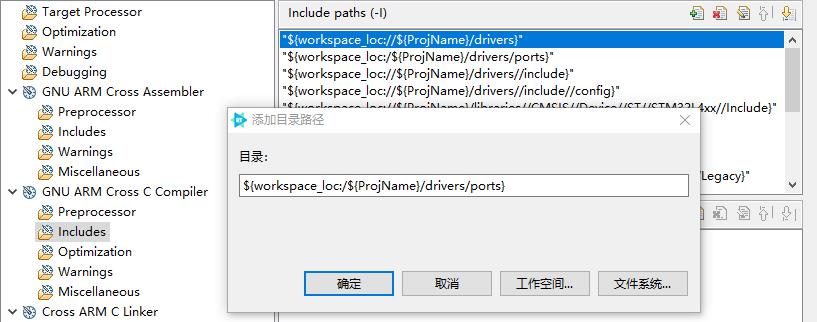 Target Processor
Optimization
Warnings
Debugging
GNU ARM Cross Assembler
Preprocessor
Includes
Warnings
Miscellaneous
GNU ARM Cross C Compiler
Preprocessor
Includes
Optimization
Warnings
Miscellaneous
Cross ARM C Linker
Include paths (-I)
"${workspace_loc://${ProjName}/drivers}"
"${workspace_loc:/${ProjName}/drivers/ports}"
"${workspace_loc://${ProjName}/drivers//include}"
"${workspace_loc://${ProjName}/drivers//include//config}"
"${workspace_loc://${ProjName}/libraries//CMSIS//Device//ST//STM32L4xx//Include}"
/Legacy}"
RT 添加目录路径
目录:
${workspace_loc:/${ProjName}/drivers/ports}
确定
取消
工作空间...
文件系统...